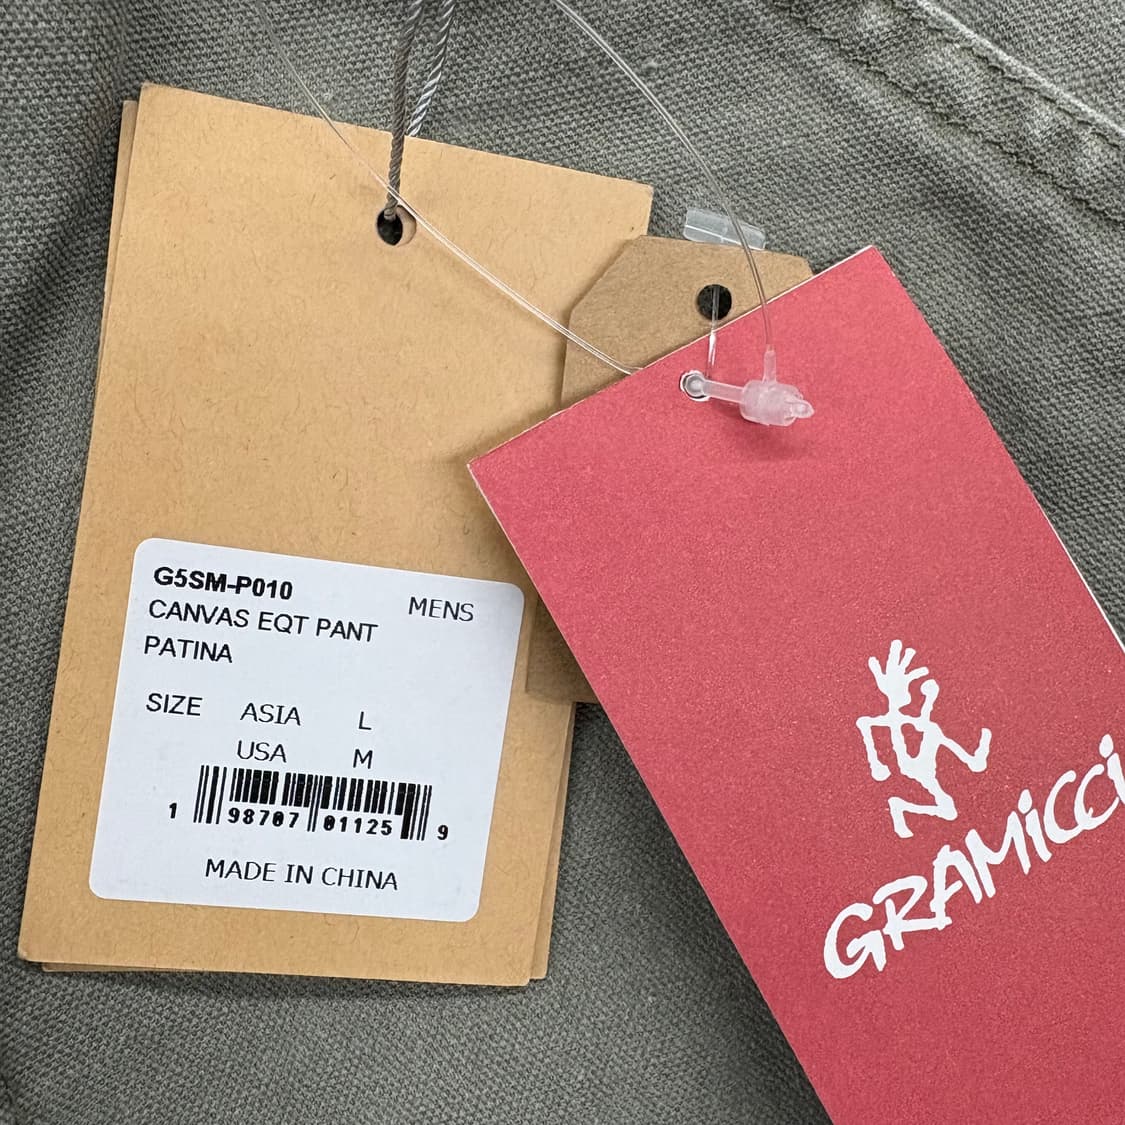 G5SM-P010
MENS
CANVAS EQT PANT
PATINA
SIZE ASIA L
USA M
1 98707 01125 9
MADE IN CHINA
GRAMiCCi